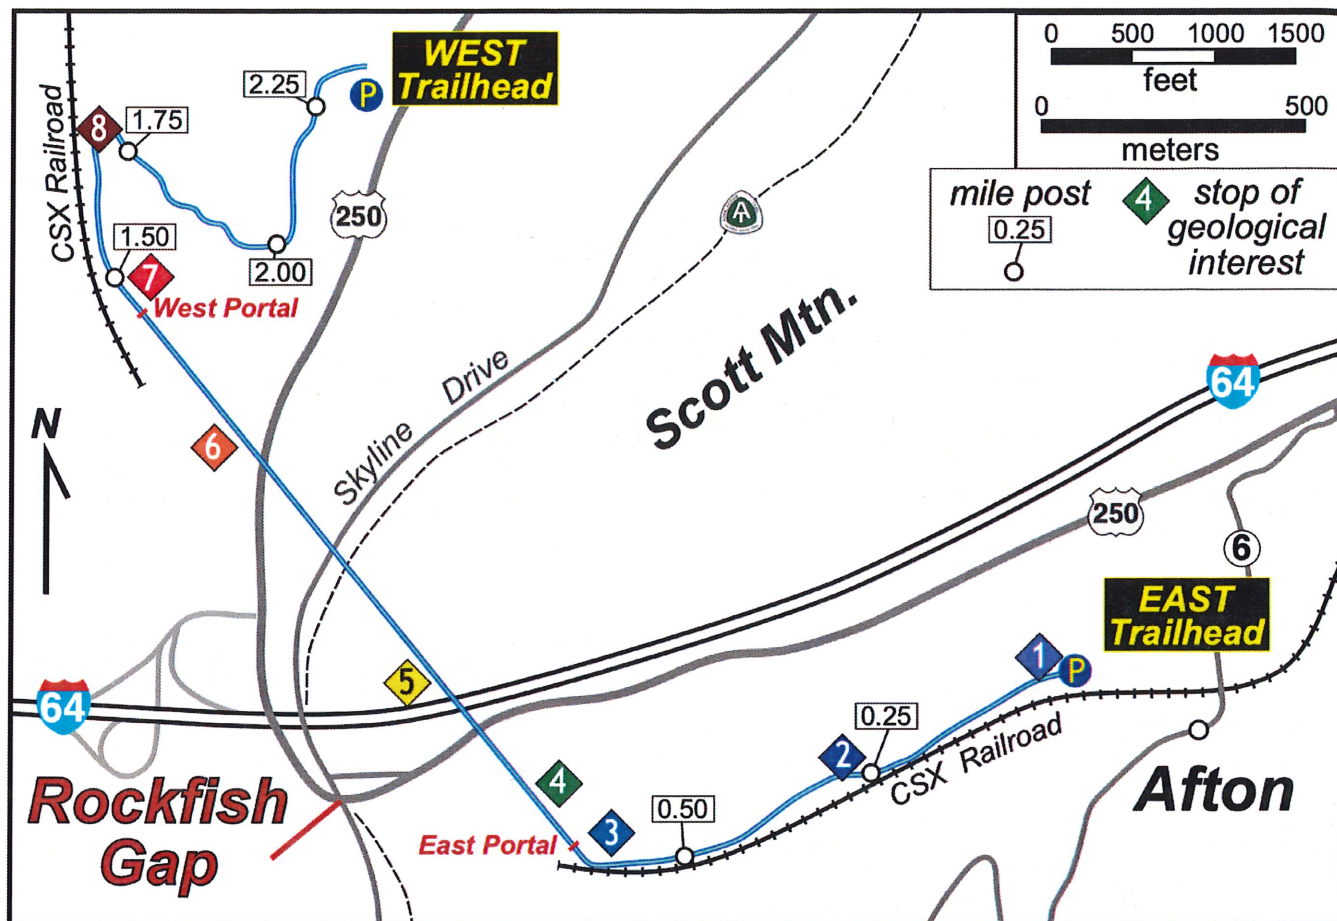 WEST
Trailhead
P
0 500 1000 1500
feet
0 500
meters
mile post
0.25
4
stop of
geological
interest
2.25
1.75
8
CSX Railroad
250
AT
1.50
2.00
7
West Portal
Scott Mtn.
64
Skyline Drive
N
6
250
6
EAST
Trailhead
1
P
5
64
0.25
2
CSX Railroad
Rockfish
Gap
4
Afton
0.50
3
East Portal